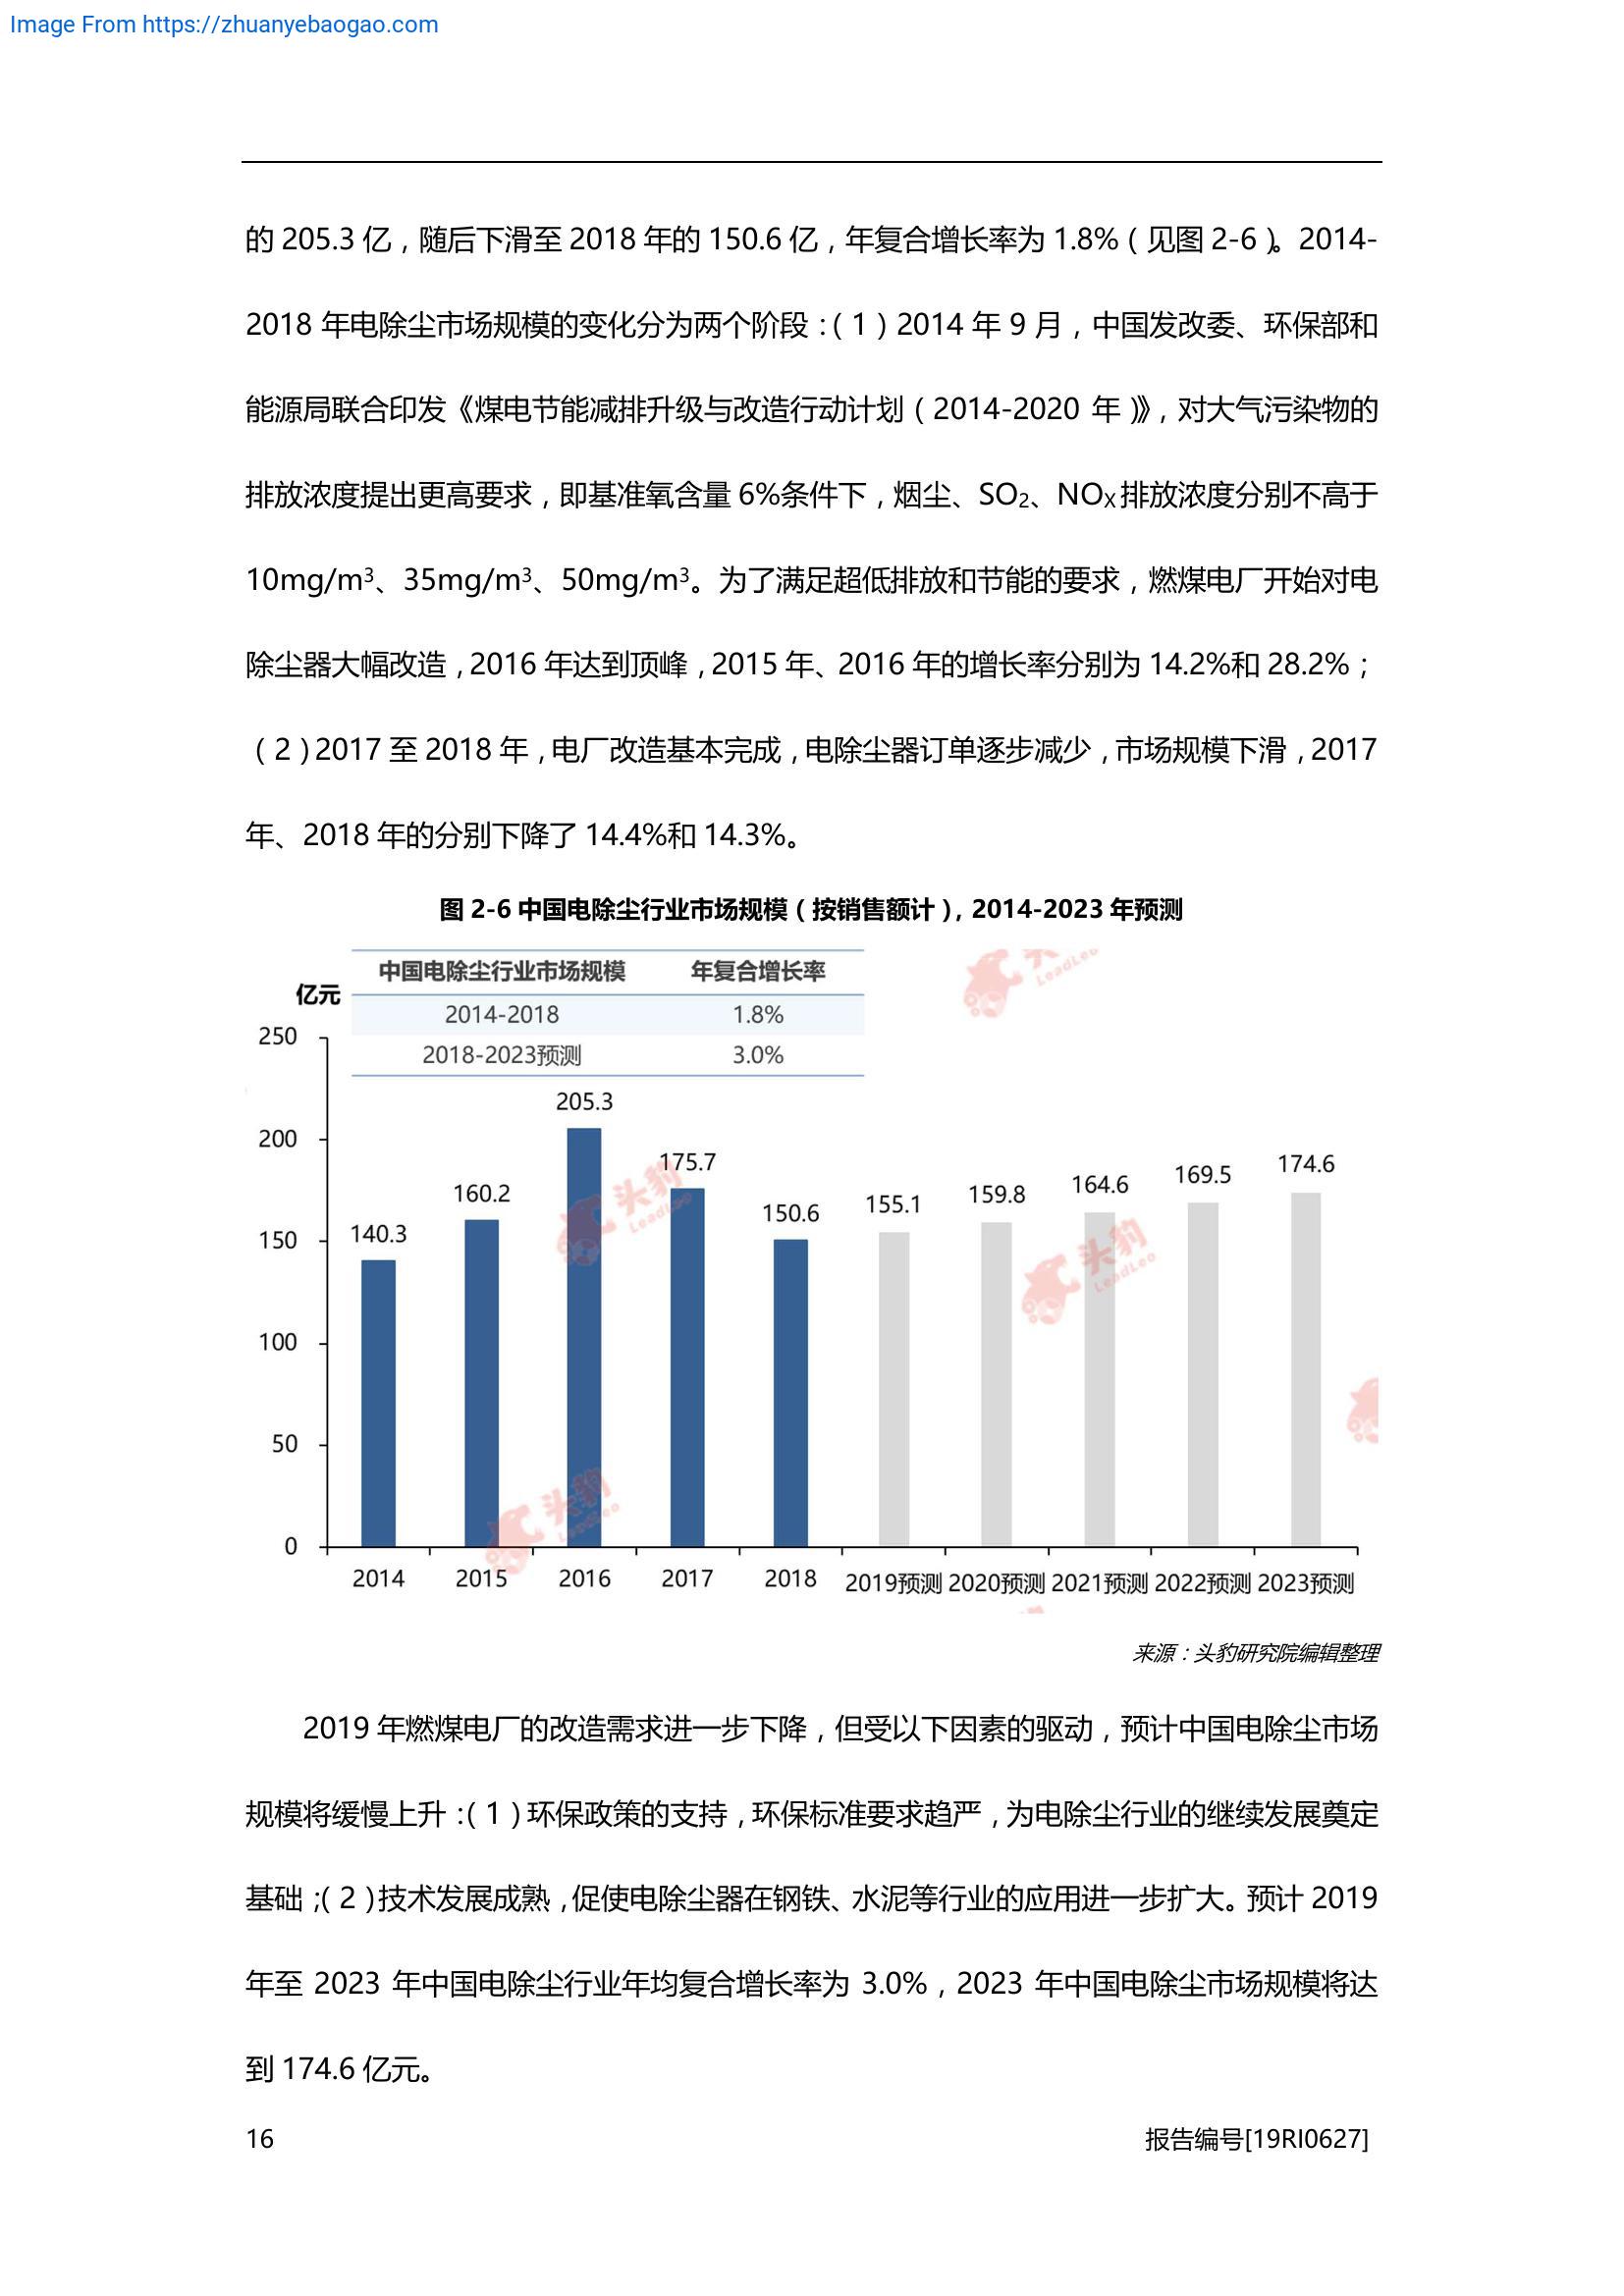 Image From https://zhuanyebaogao.com
的 205.3 亿，随后下滑至 2018 年的 150.6 亿，年复合增长率为 1.8%（见图 2-6）。2014-
2018 年电除尘市场规模的变化分为两个阶段：（1）2014 年 9 月，中国发改委、环保部和
能源局联合印发《煤电节能减排升级与改造行动计划（2014-2020 年）》，对大气污染物的
排放浓度提出更高要求，即基准氧含量 6%条件下，烟尘、SO₂、NOₓ 排放浓度分别不高于
10mg/m³、35mg/m³、50mg/m³。为了满足超低排放和节能的要求，燃煤电厂开始对电
除尘器大幅改造，2016 年达到顶峰，2015 年、2016 年的增长率分别为 14.2%和 28.2%；
（2）2017 至 2018 年，电厂改造基本完成，电除尘器订单逐步减少，市场规模下滑，2017
年、2018 年的分别下降了 14.4%和 14.3%。
图 2-6 中国电除尘行业市场规模（按销售额计），2014-2023 年预测
中国电除尘行业市场规模 年复合增长率
2014-2018 1.8%
2018-2023预测 3.0%
亿元
250
200
150
100
50
0
140.3
160.2
205.3
175.7
150.6
155.1
159.8
164.6
169.5
174.6
2014 2015 2016 2017 2018 2019预测 2020预测 2021预测 2022预测 2023预测
头豹
LeadLeo
头豹
LeadLeo
头豹
LeadLeo
LeadLeo
来源：头豹研究院编辑整理
2019 年燃煤电厂的改造需求进一步下降，但受以下因素的驱动，预计中国电除尘市场
规模将缓慢上升：（1）环保政策的支持，环保标准要求趋严，为电除尘行业的继续发展奠定
基础；（2）技术发展成熟，促使电除尘器在钢铁、水泥等行业的应用进一步扩大。预计 2019
年至 2023 年中国电除尘行业年均复合增长率为 3.0%，2023 年中国电除尘市场规模将达
到 174.6 亿元。
16 报告编号[19RI0627]